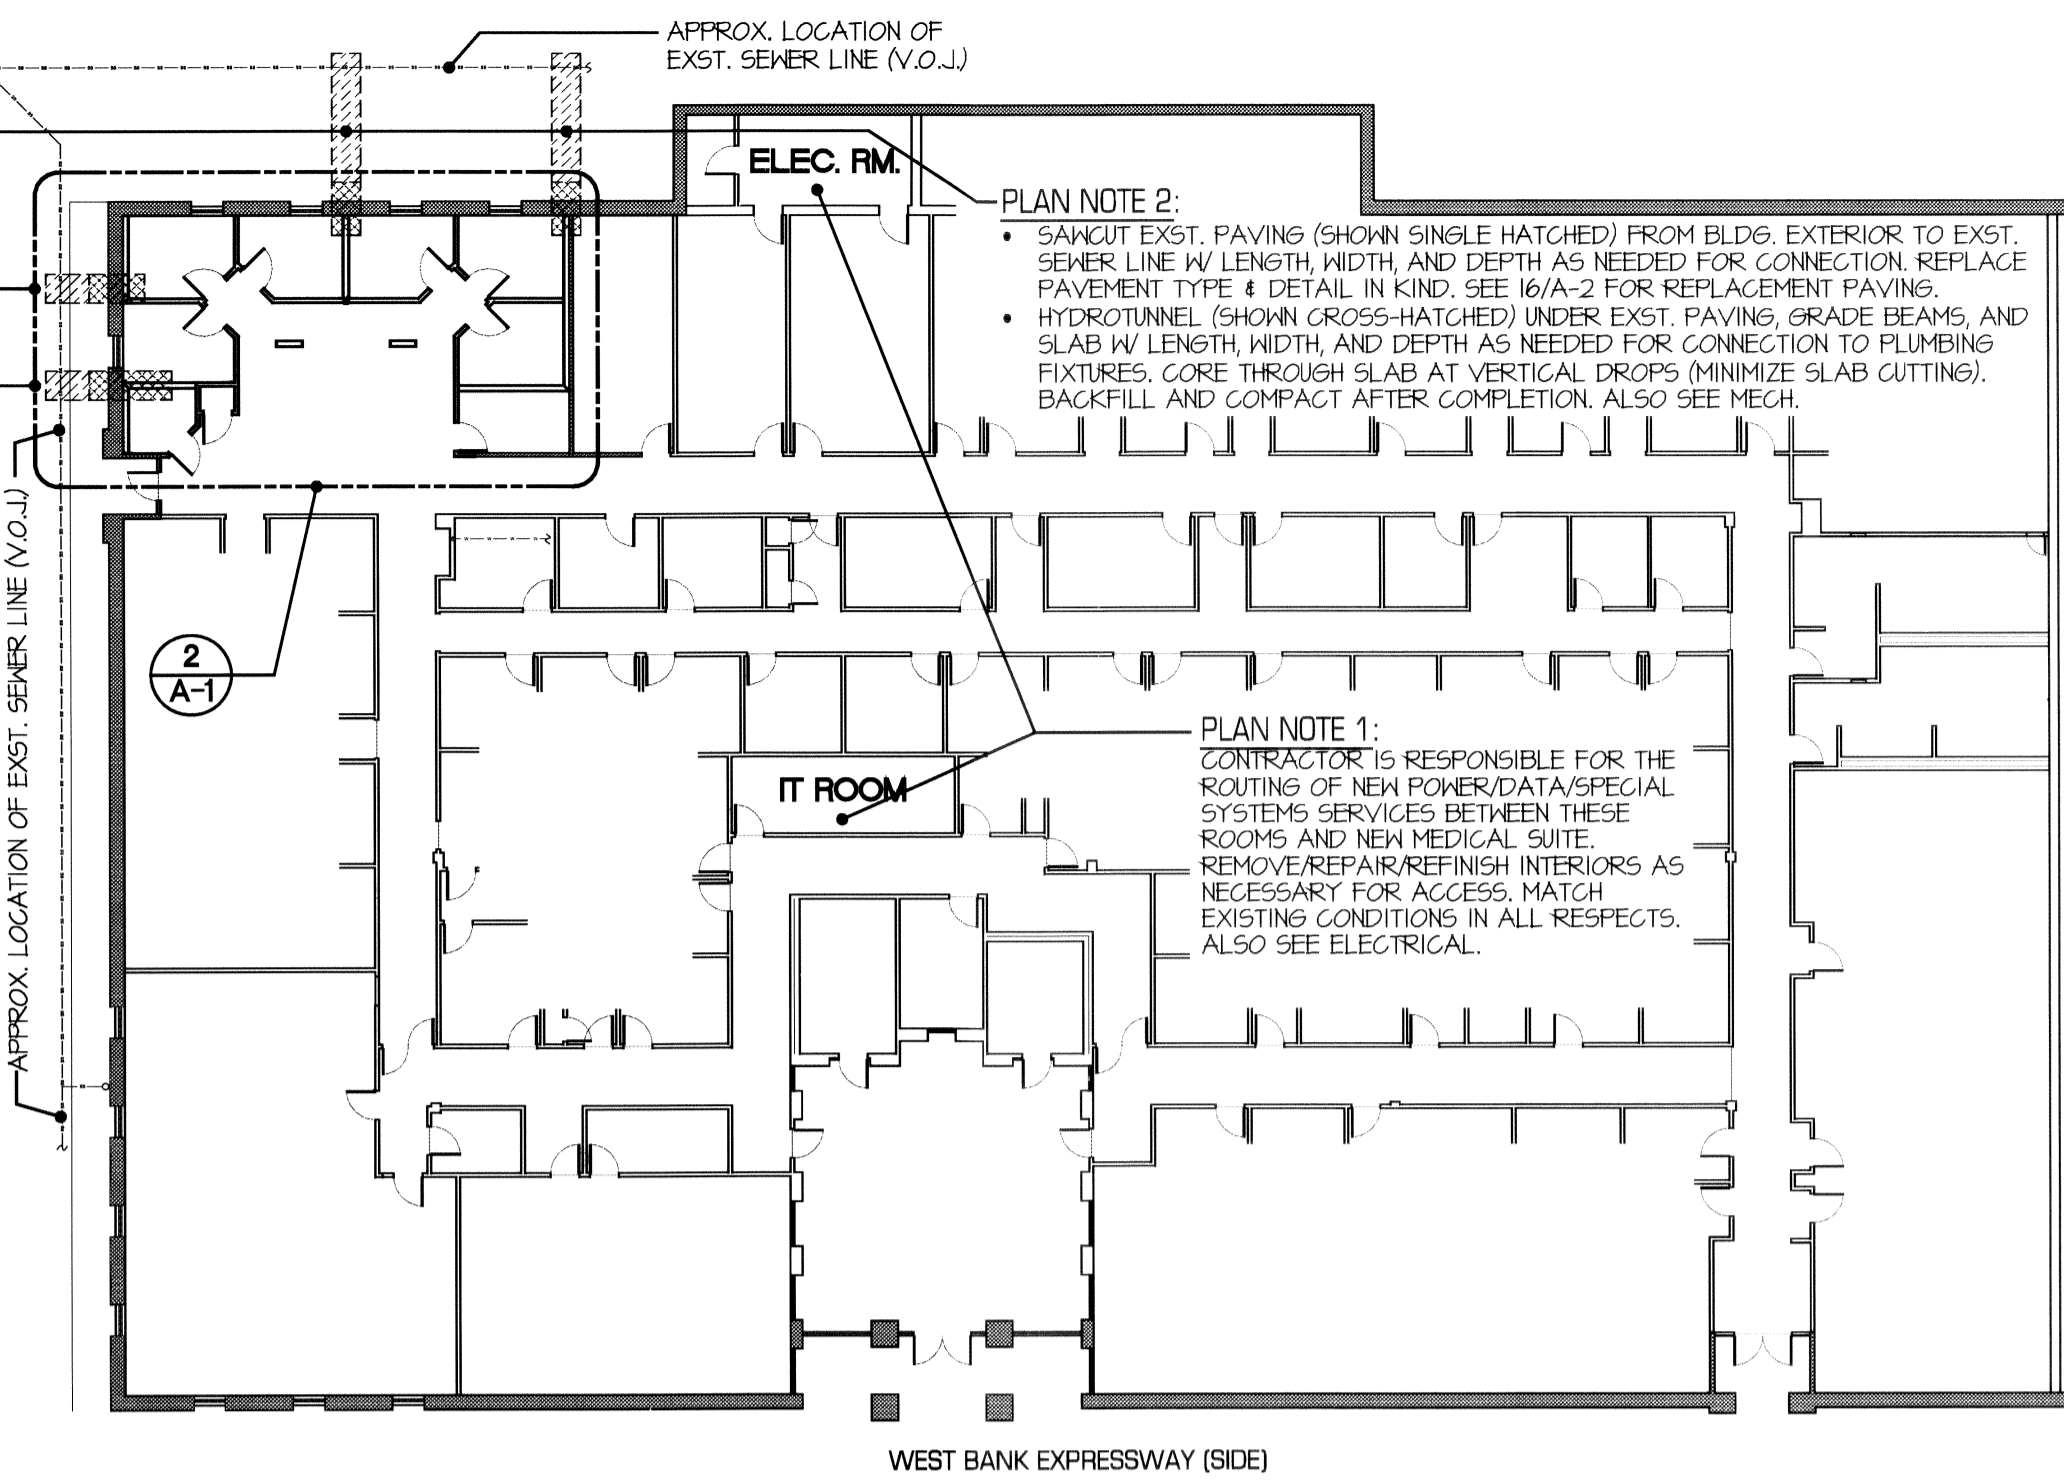 APPROX. LOCATION OF
EXST. SEWER LINE (V.O.J.)
ELEC. RM.
PLAN NOTE 2:
• SAWCUT EXST. PAVING (SHOWN SINGLE HATCHED) FROM BLDG. EXTERIOR TO EXST.
SEWER LINE W/ LENGTH, WIDTH, AND DEPTH AS NEEDED FOR CONNECTION. REPLACE
PAVEMENT TYPE & DETAIL IN KIND. SEE 16/A-2 FOR REPLACEMENT PAVING.
• HYDROTUNNEL (SHOWN CROSS-HATCHED) UNDER EXST. PAVING, GRADE BEAMS, AND
SLAB W/ LENGTH, WIDTH, AND DEPTH AS NEEDED FOR CONNECTION TO PLUMBING
FIXTURES. CORE THROUGH SLAB AT VERTICAL DROPS (MINIMIZE SLAB CUTTING).
BACKFILL AND COMPACT AFTER COMPLETION. ALSO SEE MECH.
APPROX. LOCATION OF EXST. SEWER LINE (V.O.J.)
2
A-1
PLAN NOTE 1:
CONTRACTOR IS RESPONSIBLE FOR THE
ROUTING OF NEW POWER/DATA/SPECIAL
SYSTEMS SERVICES BETWEEN THESE
ROOMS AND NEW MEDICAL SUITE.
REMOVE/REPAIR/REFINISH INTERIORS AS
NECESSARY FOR ACCESS. MATCH
EXISTING CONDITIONS IN ALL RESPECTS.
ALSO SEE ELECTRICAL.
IT ROOM
WEST BANK EXPRESSWAY (SIDE)